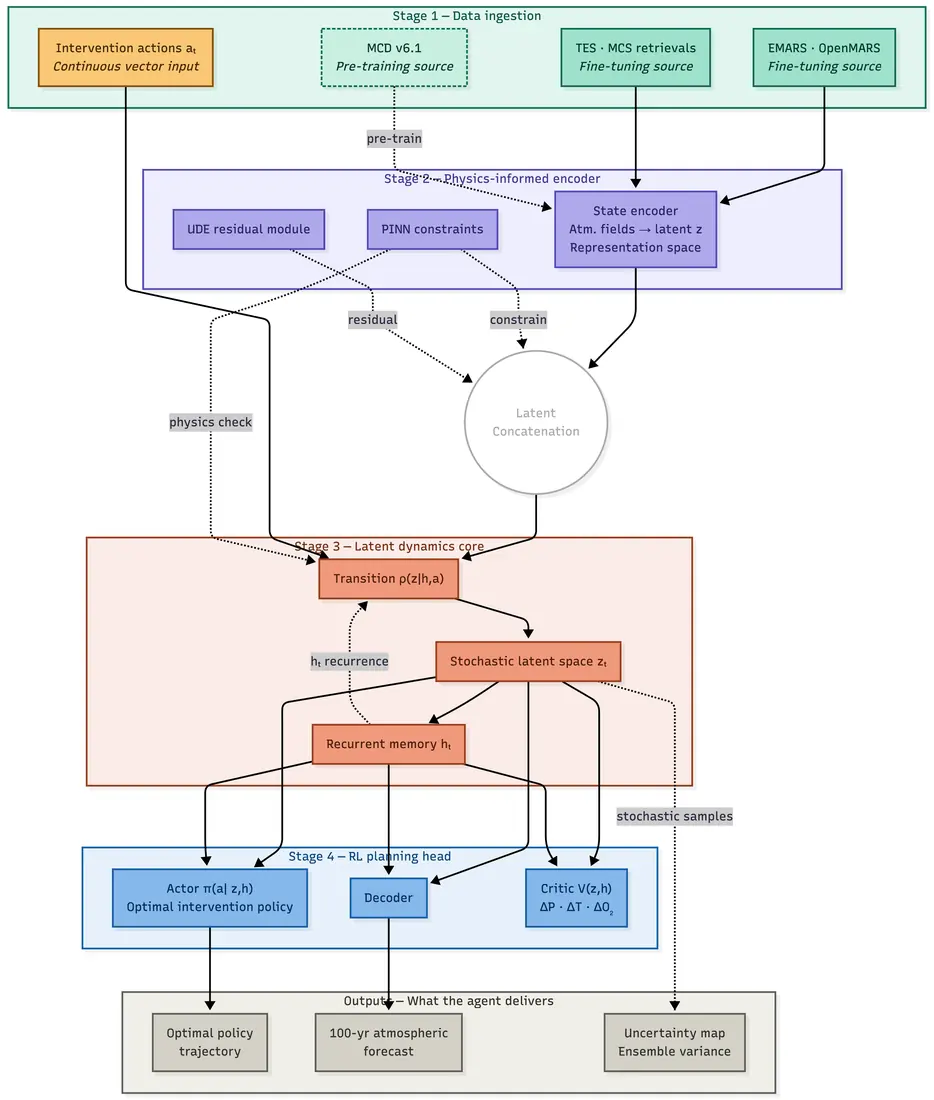 Stage 1 — Data ingestion
Intervention actions aₜ
Continuous vector input
MCD v6.1
Pre-training source
TES · MCS retrievals
Fine-tuning source
EMARS · OpenMARS
Fine-tuning source
pre-train
Stage 2 — Physics-informed encoder
UDE residual module
PINN constraints
State encoder
Atm. fields → latent z
Representation space
residual
constrain
Latent
Concatenation
physics check
Stage 3 — Latent dynamics core
Transition ρ(z|h,a)
hₜ recurrence
Stochastic latent space zₜ
Recurrent memory hₜ
stochastic samples
Stage 4 — RL planning head
Actor π(a| z,h)
Optimal intervention policy
Decoder
Critic V(z,h)
ΔP · ΔT · ΔO₂
Outputs — What the agent delivers
Optimal policy
trajectory
100-yr atmospheric
forecast
Uncertainty map
Ensemble variance